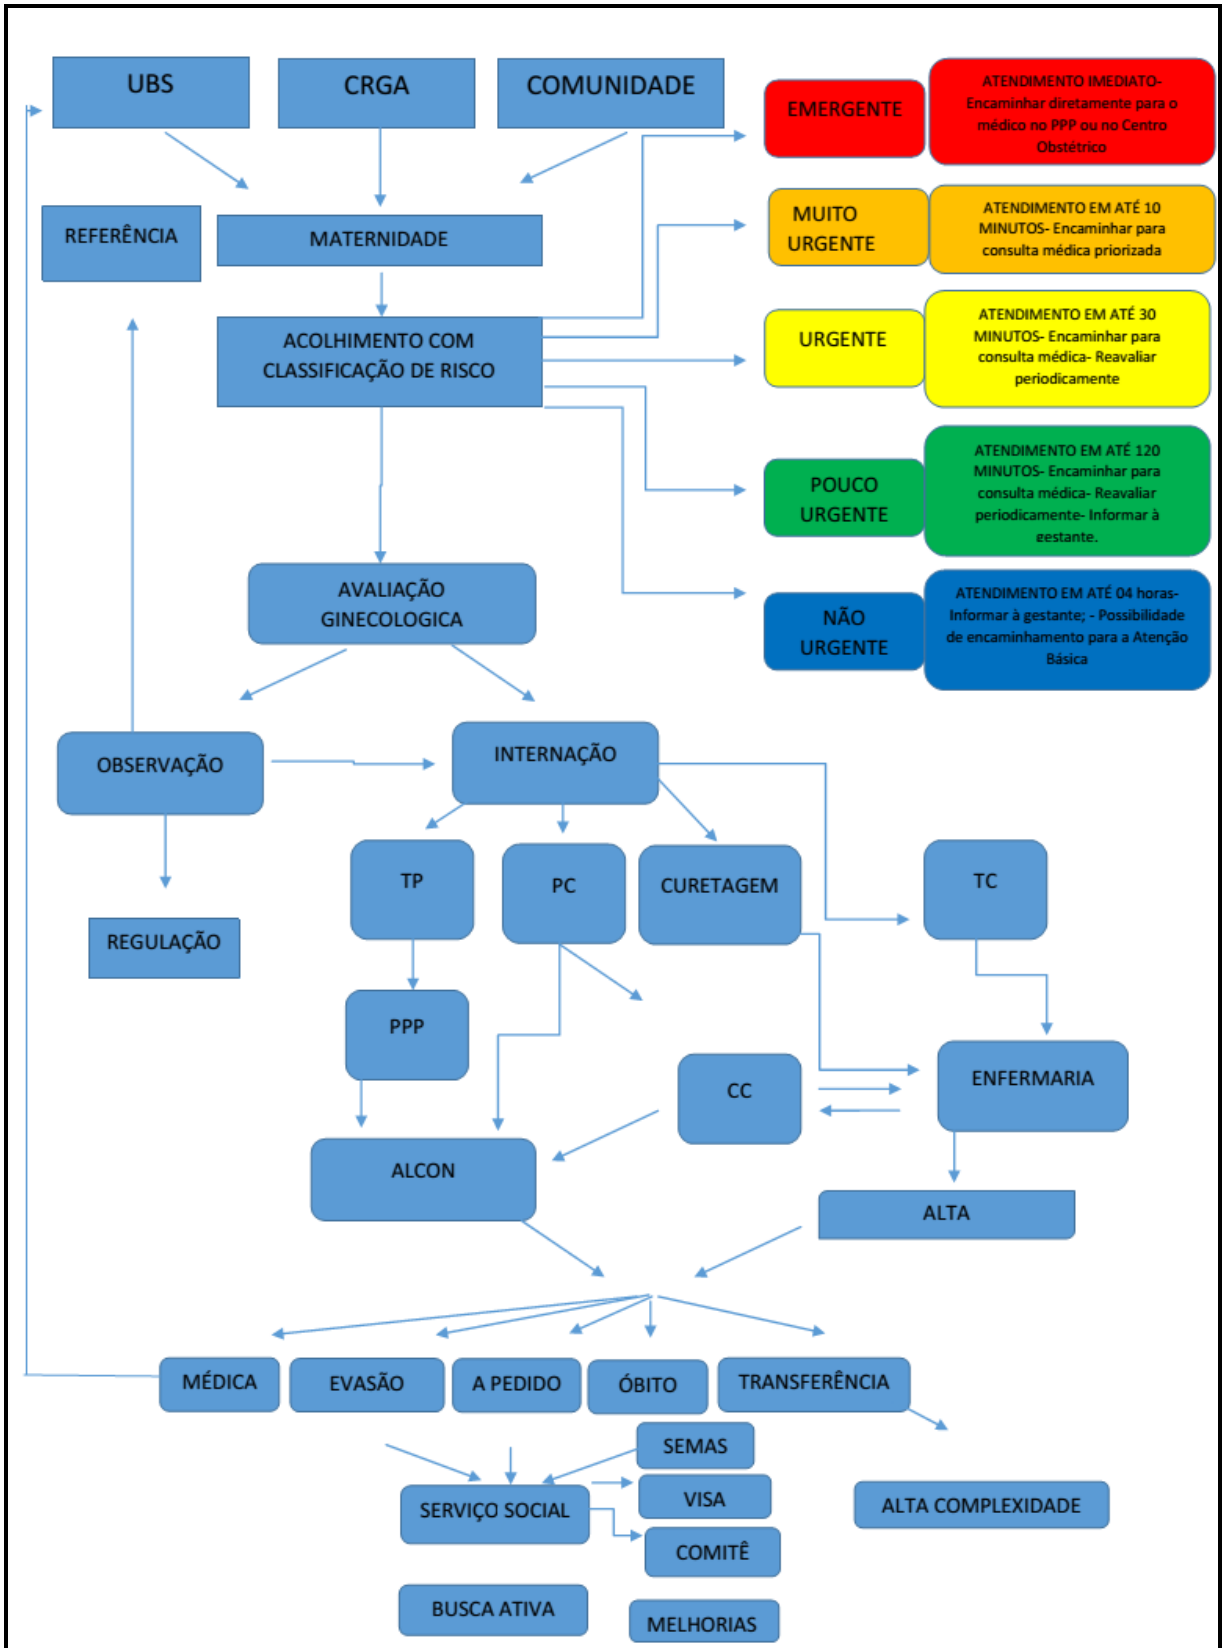 UBS
CRGA
COMUNIDADE
EMERGENTE
ATENDIMENTO IMEDIATO-
Encaminhar diretamente para o
médico no PPP ou no Centro
Obstétrico
REFERÊNCIA
MATERNIDADE
MUITO
URGENTE
ATENDIMENTO EM ATÉ 10
MINUTOS- Encaminhar para
consulta médica priorizada
ACOLHIMENTO COM
CLASSIFICAÇÃO DE RISCO
URGENTE
ATENDIMENTO EM ATÉ 30
MINUTOS- Encaminhar para
consulta médica- Reavaliar
periodicamente
POUCO
URGENTE
ATENDIMENTO EM ATÉ 120
MINUTOS- Encaminhar para
consulta médica- Reavaliar
periodicamente- Informar à
gestante.
AVALIAÇÃO
GINECOLOGICA
NÃO
URGENTE
ATENDIMENTO EM ATÉ 04 horas-
Informar à gestante; - Possibilidade
de encaminhamento para a Atenção
Básica
OBSERVAÇÃO
INTERNAÇÃO
TP
PC
CURETAGEM
TC
REGULAÇÃO
PPP
CC
ENFERMARIA
ALCON
ALTA
MÉDICA
EVASÃO
A PEDIDO
ÓBITO
TRANSFERÊNCIA
SEMAS
SERVIÇO SOCIAL
VISA
ALTA COMPLEXIDADE
COMITÊ
BUSCA ATIVA
MELHORIAS